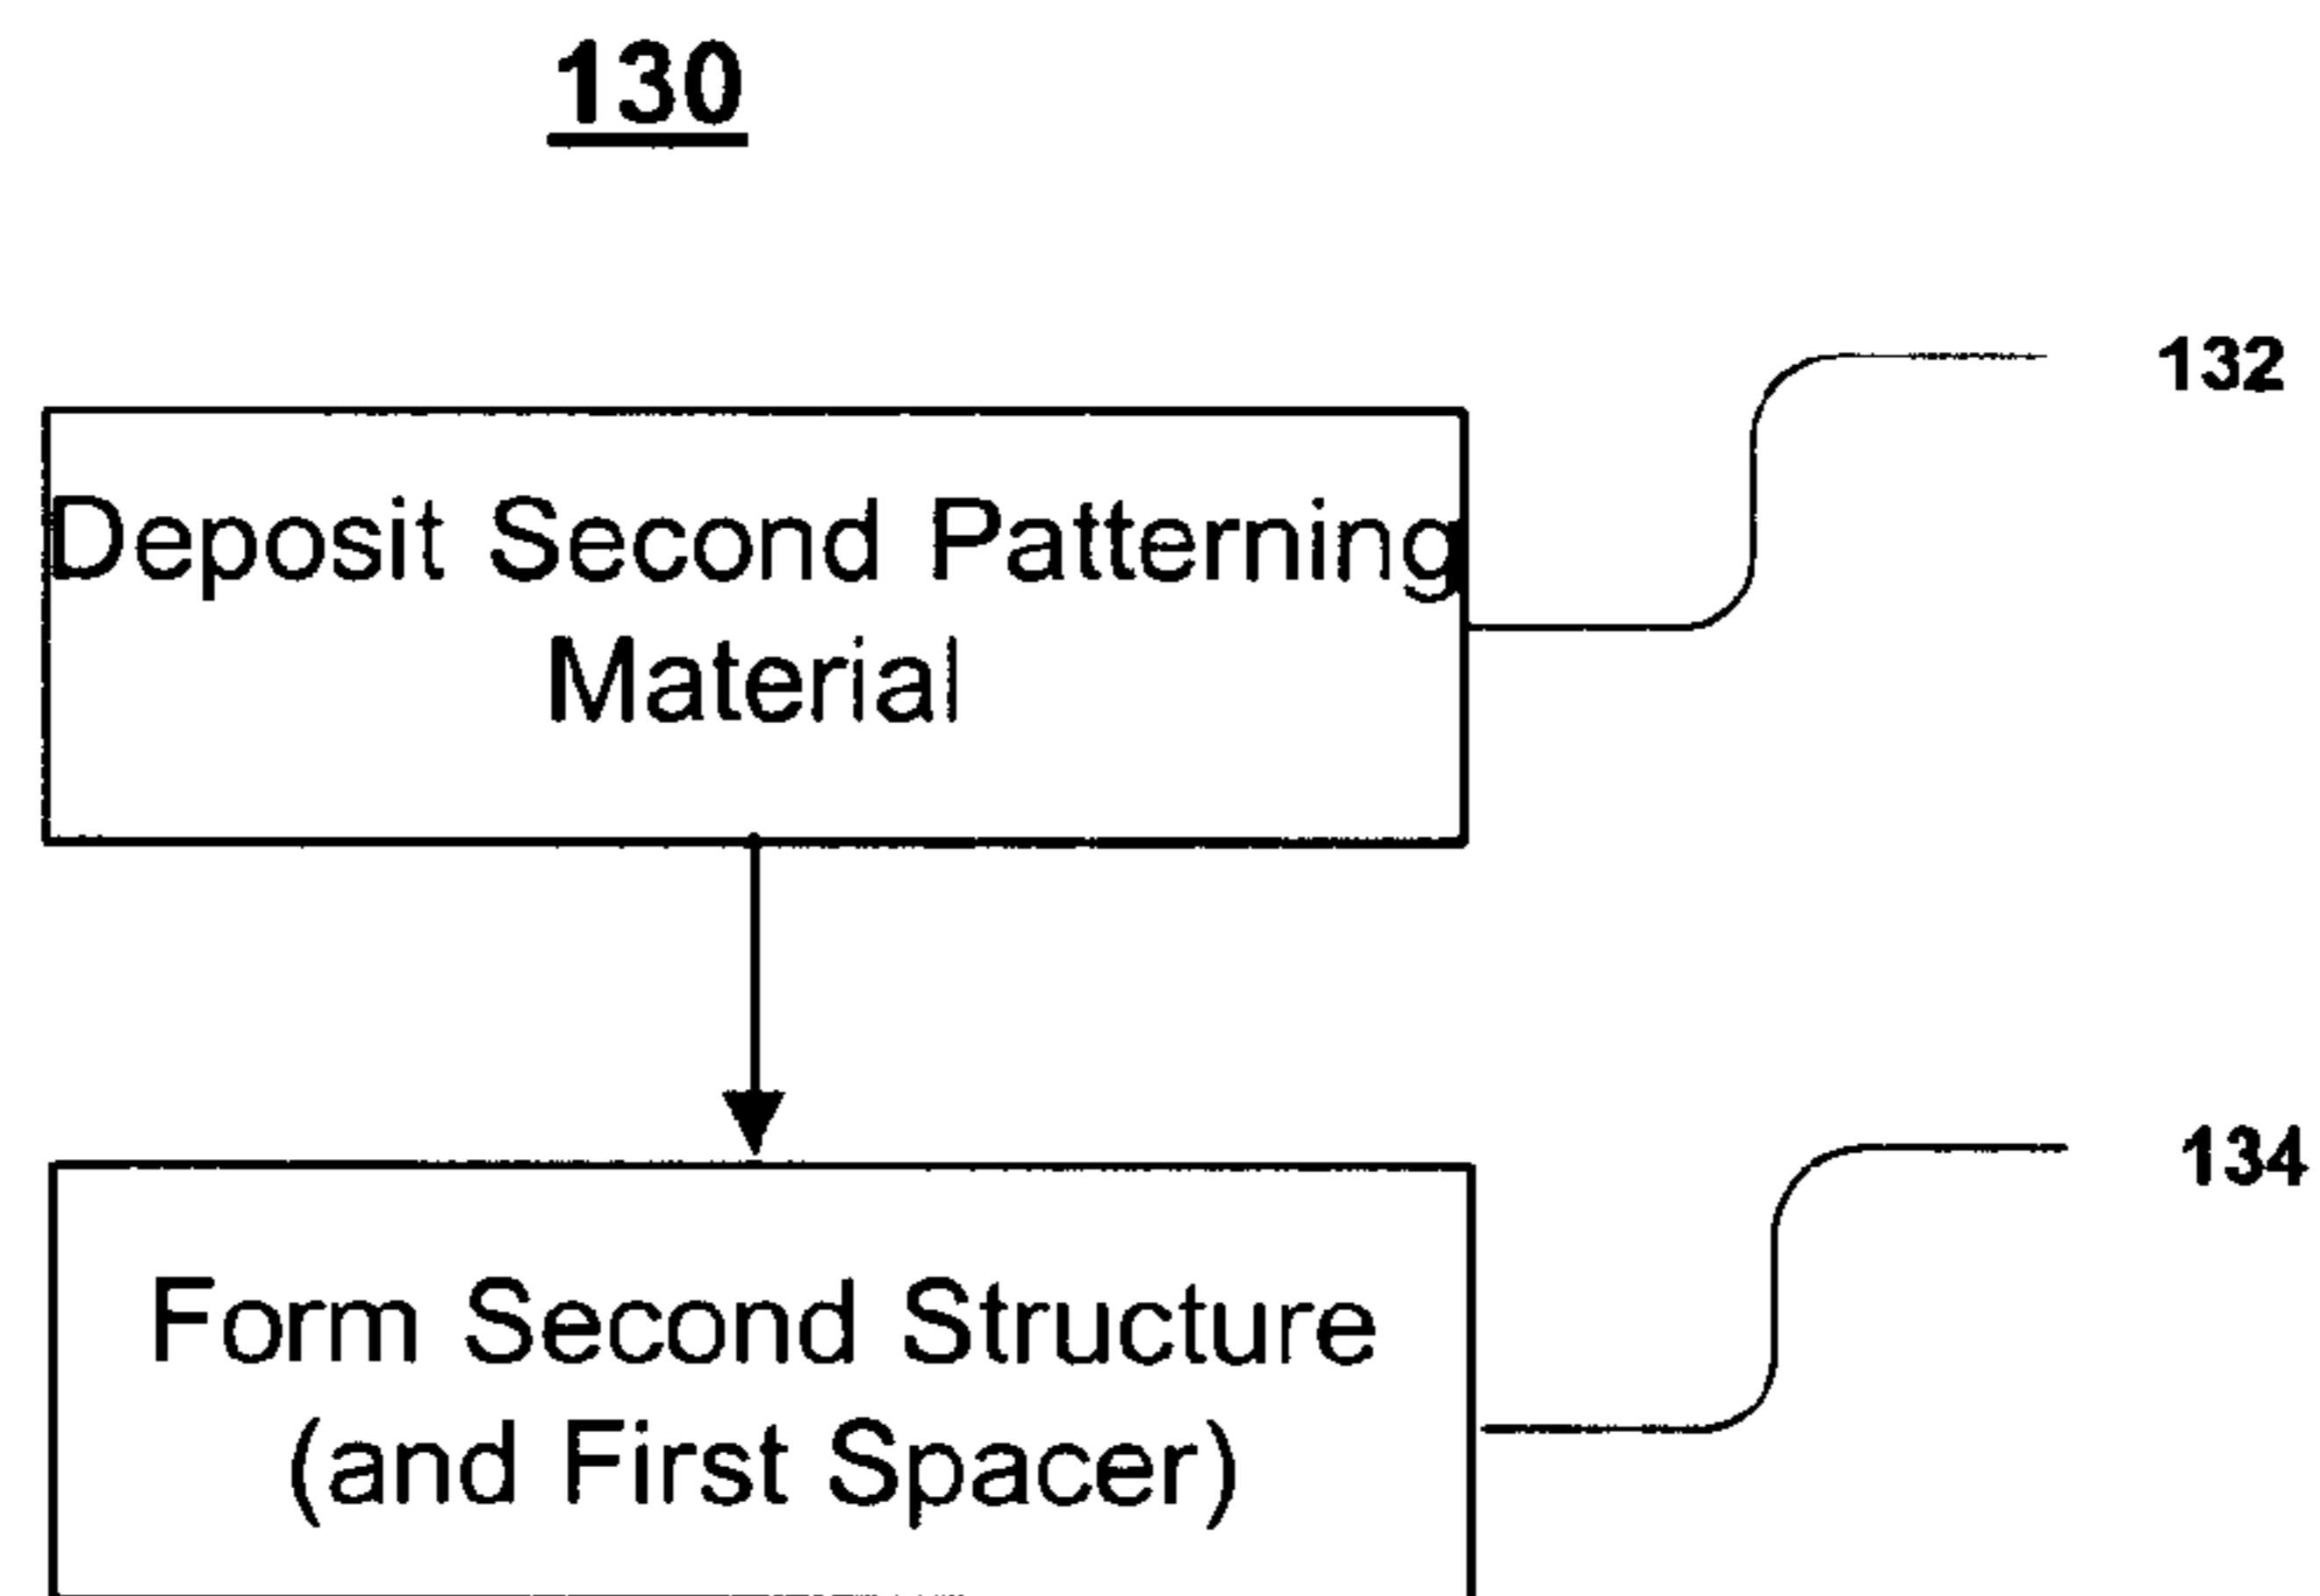 130
132
Deposit Second Patterning
Material
134
Form Second Structure
(and First Spacer)